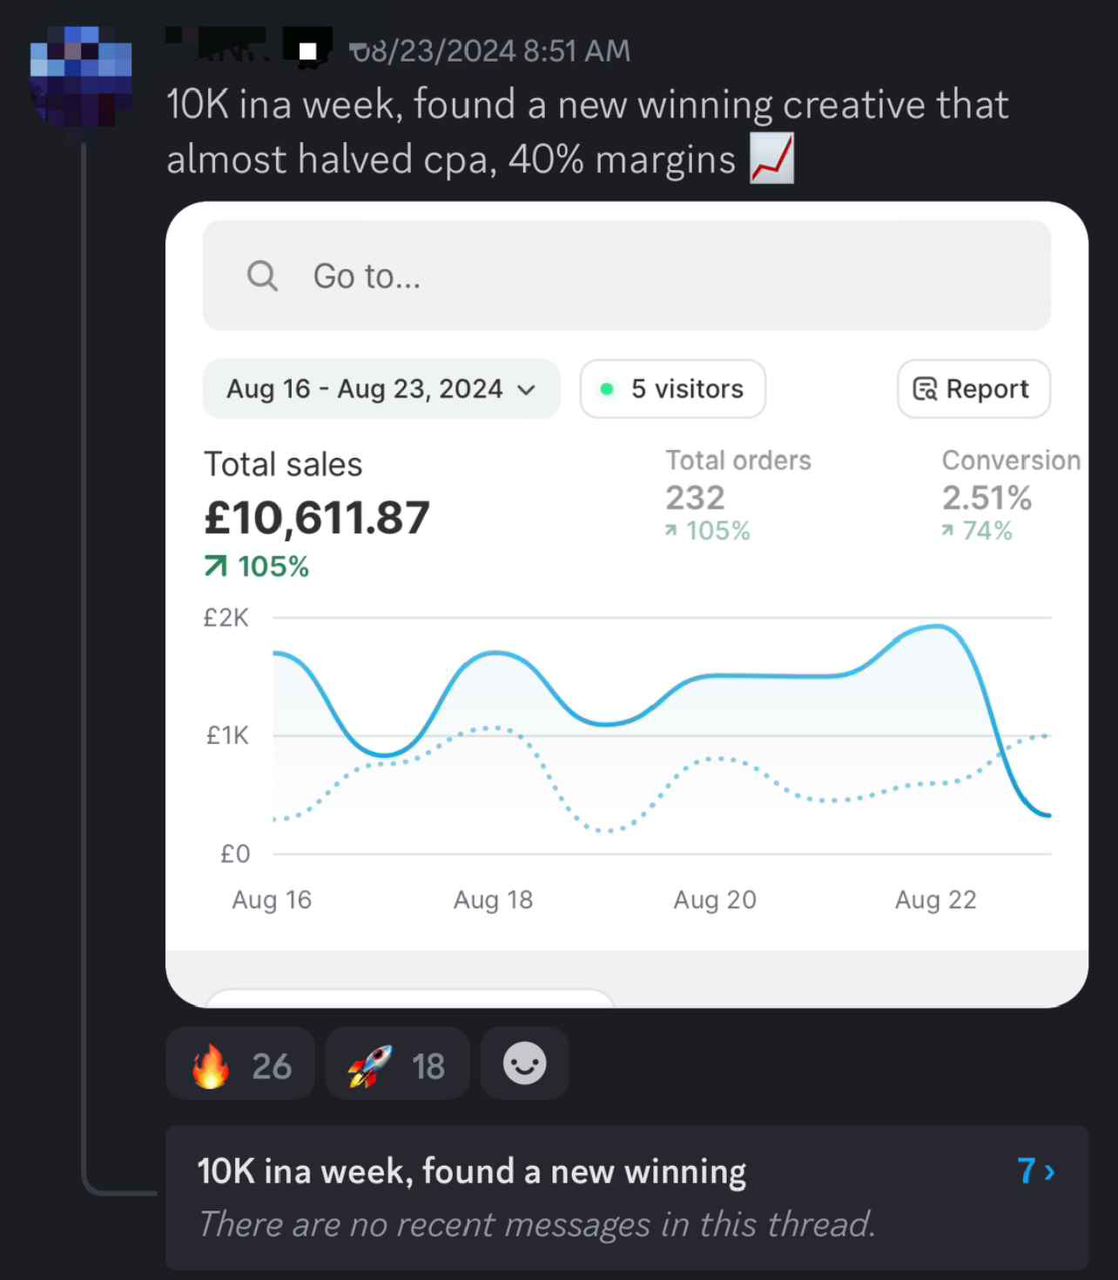 08/23/2024 8:51 AM
10K ina week, found a new winning creative that
almost halved cpa, 40% margins 📈
Go to...
Aug 16 - Aug 23, 2024
5 visitors
Report
Total sales
£10,611.87
↗ 105%
Total orders
232
↗ 105%
Conversion
2.51%
↗ 74%
£2K
£1K
£0
Aug 16
Aug 18
Aug 20
Aug 22
🔥 26
🚀 18
10K ina week, found a new winning
7 ›
There are no recent messages in this thread.